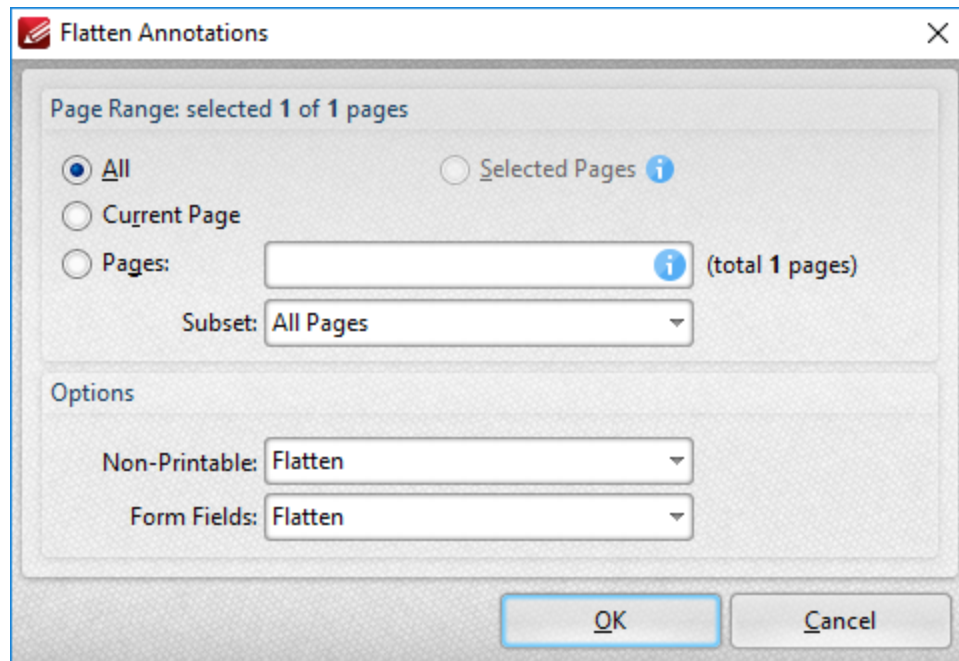 Flatten Annotations
Page Range: selected 1 of 1 pages
All Selected Pages
Current Page
Pages: (total 1 pages)
Subset: All Pages
Options
Non-Printable: Flatten
Form Fields: Flatten
OK Cancel